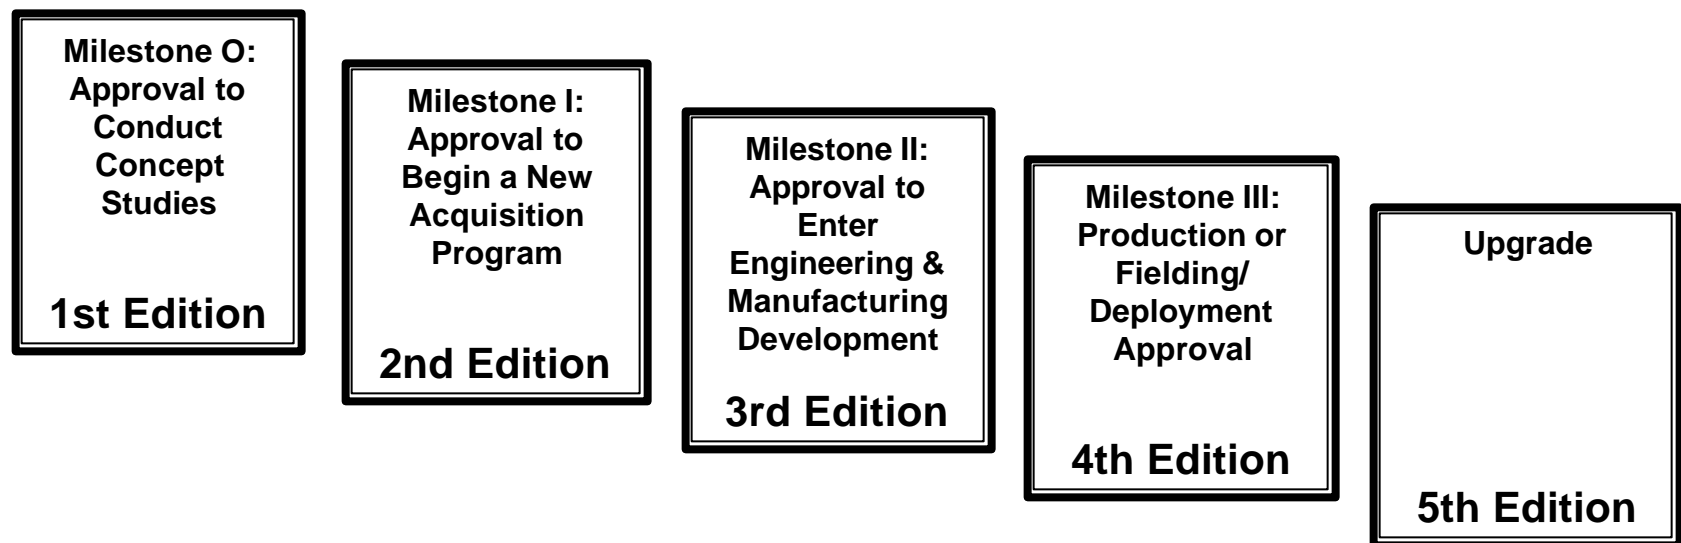 Milestone O:
Approval to
Conduct
Concept
Studies
1st Edition
Milestone I:
Approval to
Begin a New
Acquisition
Program
2nd Edition
Milestone II:
Approval to
Enter
Engineering &
Manufacturing
Development
3rd Edition
Milestone III:
Production or
Fielding/
Deployment
Approval
4th Edition
Upgrade
5th Edition